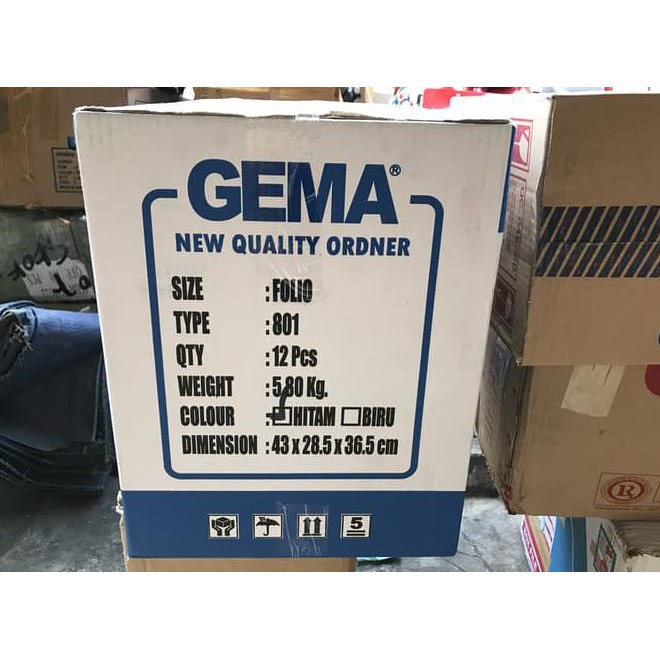 GEMA®
NEW QUALITY ORDNER
SIZE : FOLIO
TYPE : 801
QTY : 12 Pcs
WEIGHT : 5,80 Kg.
COLOUR : HITAM BIRU
DIMENSION : 43 x 28.5 x 36.5 cm
5
R